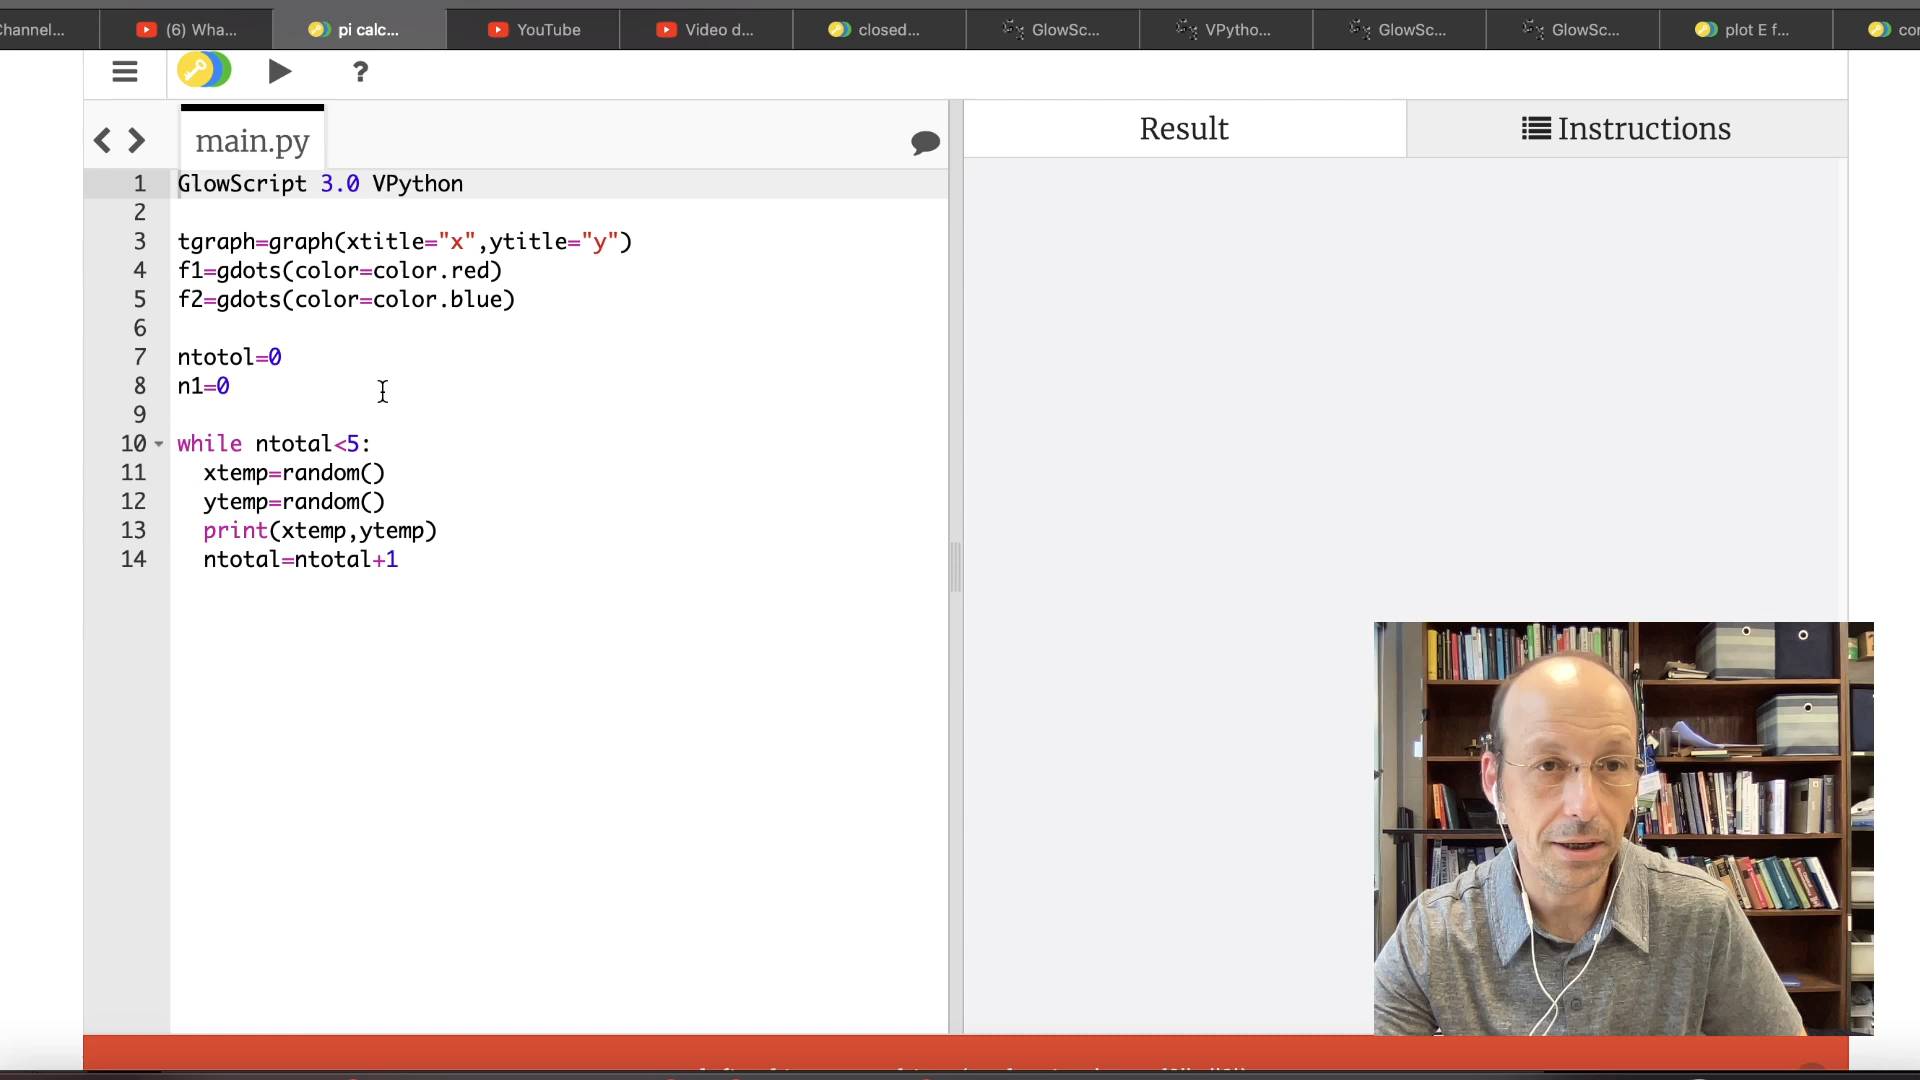 hannel...
(6) Wha...
pi calc...
YouTube
Video d...
closed...
GlowSc...
VPytho...
GlowSc...
GlowSc...
plot E f...
?
main.py
Result
Instructions
1 GlowScript 3.0 VPython
2
3 tgraph=graph(xtitle="x",ytitle="y")
4 f1=gdots(color=color.red)
5 f2=gdots(color=color.blue)
6
7 ntotol=0
8 n1=0
9
10 while ntotal<5:
11 xtemp=random()
12 ytemp=random()
13 print(xtemp,ytemp)
14 ntotal=ntotal+1